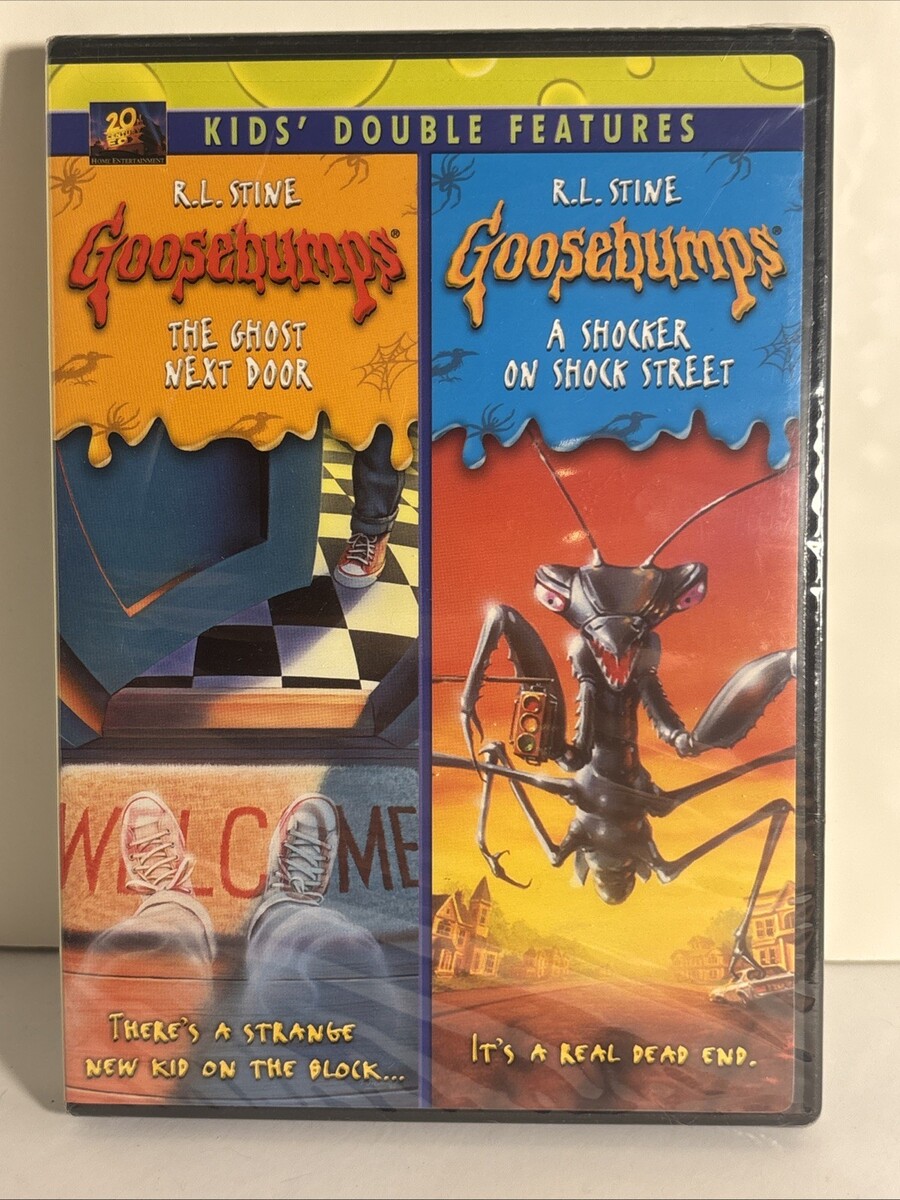 20th
CENTURY
FOX
HOME ENTERTAINMENT
KIDS' DOUBLE FEATURES
R.L. STINE
Goosebumps®
THE GHOST
NEXT DOOR
WELCOME
THERE'S A STRANGE
NEW KID ON THE BLOCK...
R.L. STINE
Goosebumps®
A SHOCKER
ON SHOCK STREET
IT'S A REAL DEAD END.